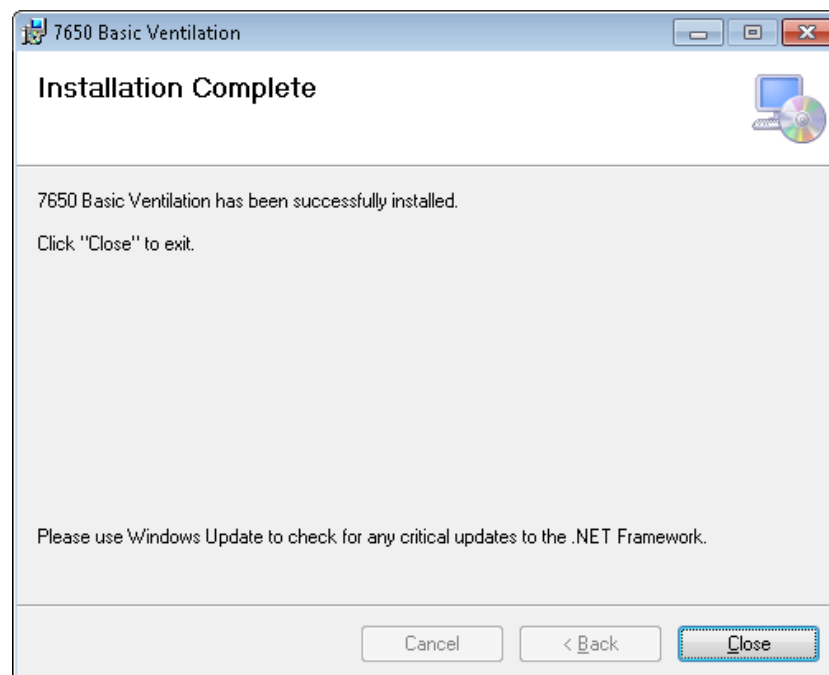 7650 Basic Ventilation
Installation Complete
7650 Basic Ventilation has been successfully installed.
Click "Close" to exit.
Please use Windows Update to check for any critical updates to the .NET Framework.
Cancel
< Back
Close